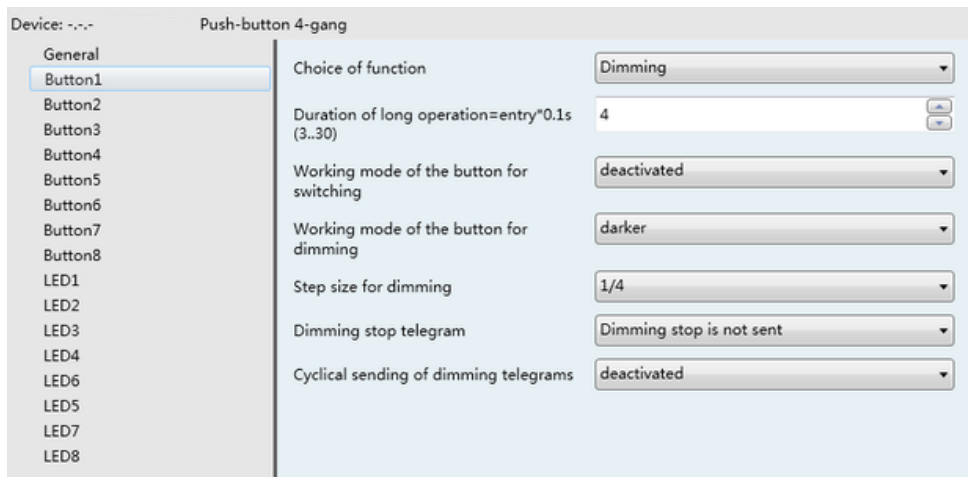 Device: -.-.- Push-button 4-gang
General
Button1
Button2
Button3
Button4
Button5
Button6
Button7
Button8
LED1
LED2
LED3
LED4
LED6
LED5
LED7
LED8
Choice of function Dimming
Duration of long operation=entry*0.1s
(3..30) 4
Working mode of the button for
switching deactivated
Working mode of the button for
dimming darker
Step size for dimming 1/4
Dimming stop telegram Dimming stop is not sent
Cyclical sending of dimming telegrams deactivated